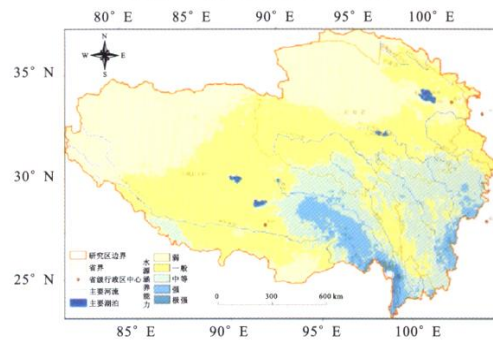 80° E 85° E 90° E 95° E 100° E
N
W E
S
35° N
30° N
25° N
研究区边界
省界
省级行政区中心
主要河流
主要湖泊
水源涵养能力
弱
一般
中等
强
极强
0 300 600 km
85° E 90° E 95° E 100° E